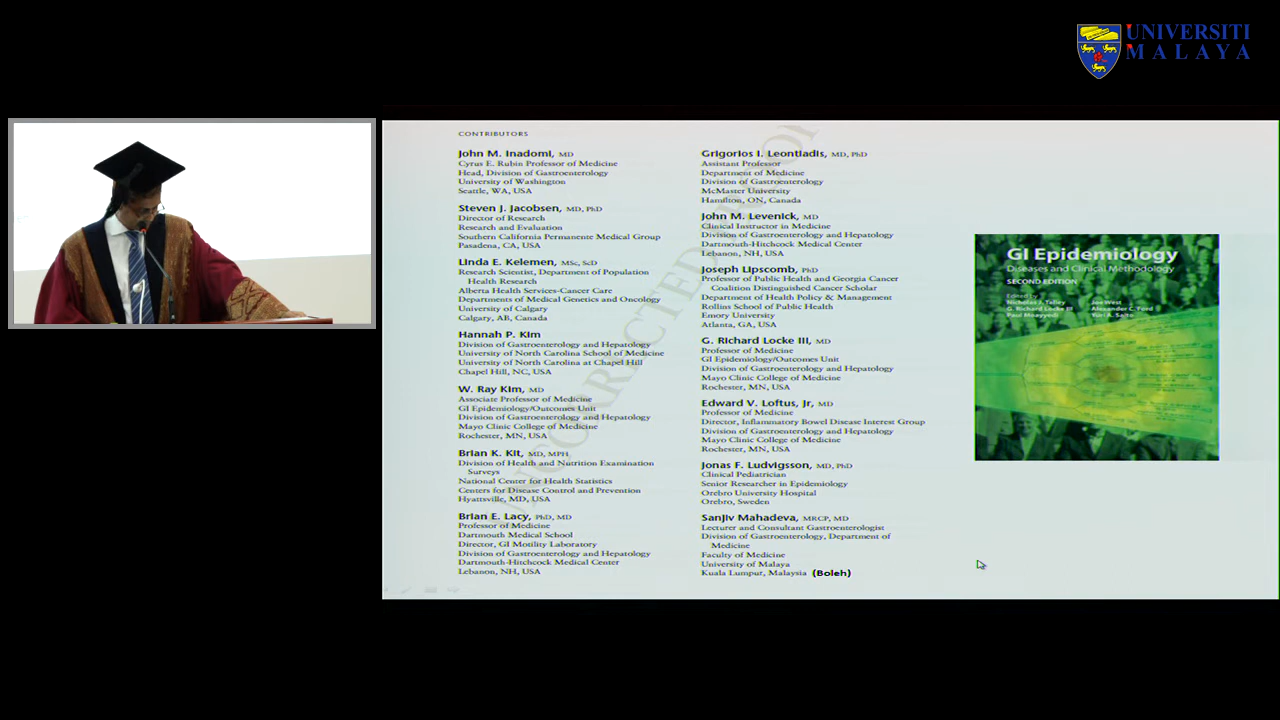 UNIVERSITI
MALAYA
CONTRIBUTORS
John M. Inadomi, MD
Cyrus E. Rubin Professor of Medicine
Head, Division of Gastroenterology
University of Washington
Seattle, WA, USA
Steven J. Jacobsen, MD, PhD
Director of Research
Research and Evaluation
Southern California Permanente Medical Group
Pasadena, CA, USA
Linda E. Kelemen, MSc, ScD
Research Scientist, Department of Population
Health Research
Alberta Health Services-Cancer Care
Departments of Medical Genetics and Oncology
University of Calgary
Calgary, AB, Canada
Hannah P. Kim
Division of Gastroenterology and Hepatology
University of North Carolina School of Medicine
University of North Carolina at Chapel Hill
Chapel Hill, NC, USA
W. Ray Kim, MD
Associate Professor of Medicine
GI Epidemiology/Outcomes Unit
Division of Gastroenterology and Hepatology
Mayo Clinic College of Medicine
Rochester, MN, USA
Brian K. Kit, MD, MPH
Division of Health and Nutrition Examination
Surveys
National Center for Health Statistics
Centers for Disease Control and Prevention
Hyattsville, MD, USA
Brian E. Lacy, PhD, MD
Professor of Medicine
Dartmouth Medical School
Director, GI Motility Laboratory
Division of Gastroenterology and Hepatology
Dartmouth-Hitchcock Medical Center
Lebanon, NH, USA
Grigorios I. Leontiadis, MD, PhD
Assistant Professor
Department of Medicine
Division of Gastroenterology
McMaster University
Hamilton, ON, Canada
John M. Levenick, MD
Clinical Instructor in Medicine
Division of Gastroenterology and Hepatology
Dartmouth-Hitchcock Medical Center
Lebanon, NH, USA
Joseph Lipscomb, PhD
Professor of Public Health and Georgia Cancer
Coalition Distinguished Cancer Scholar
Department of Health Policy & Management
Rollins School of Public Health
Emory University
Atlanta, GA, USA
G. Richard Locke III, MD
Professor of Medicine
GI Epidemiology/Outcomes Unit
Division of Gastroenterology and Hepatology
Mayo Clinic College of Medicine
Rochester, MN, USA
Edward V. Loftus, Jr, MD
Professor of Medicine
Director, Inflammatory Bowel Disease Interest Group
Division of Gastroenterology and Hepatology
Mayo Clinic College of Medicine
Rochester, MN, USA
Jonas F. Ludvigsson, MD, PhD
Clinical Pediatrician
Senior Researcher in Epidemiology
Orebro University Hospital
Orebro, Sweden
Sanjiv Mahadeva, MRCP, MD
Lecturer and Consultant Gastroenterologist
Division of Gastroenterology, Department of
Medicine
Faculty of Medicine
University of Malaya
Kuala Lumpur, Malaysia (Boleh)
GI Epidemiology
Diseases and Clinical Methodology
SECOND EDITION
Edited by
Nicholas J. Talley
G. Richard Locke III
Paul Moayyedi
Joe West
Alexander C. Ford
Yuri A. Saito